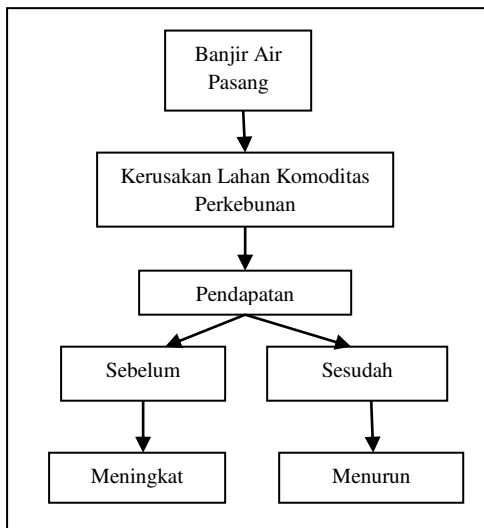 Banjir Air
Pasang
Kerusakan Lahan Komoditas
Perkebunan
Pendapatan
Sebelum
Sesudah
Meningkat
Menurun